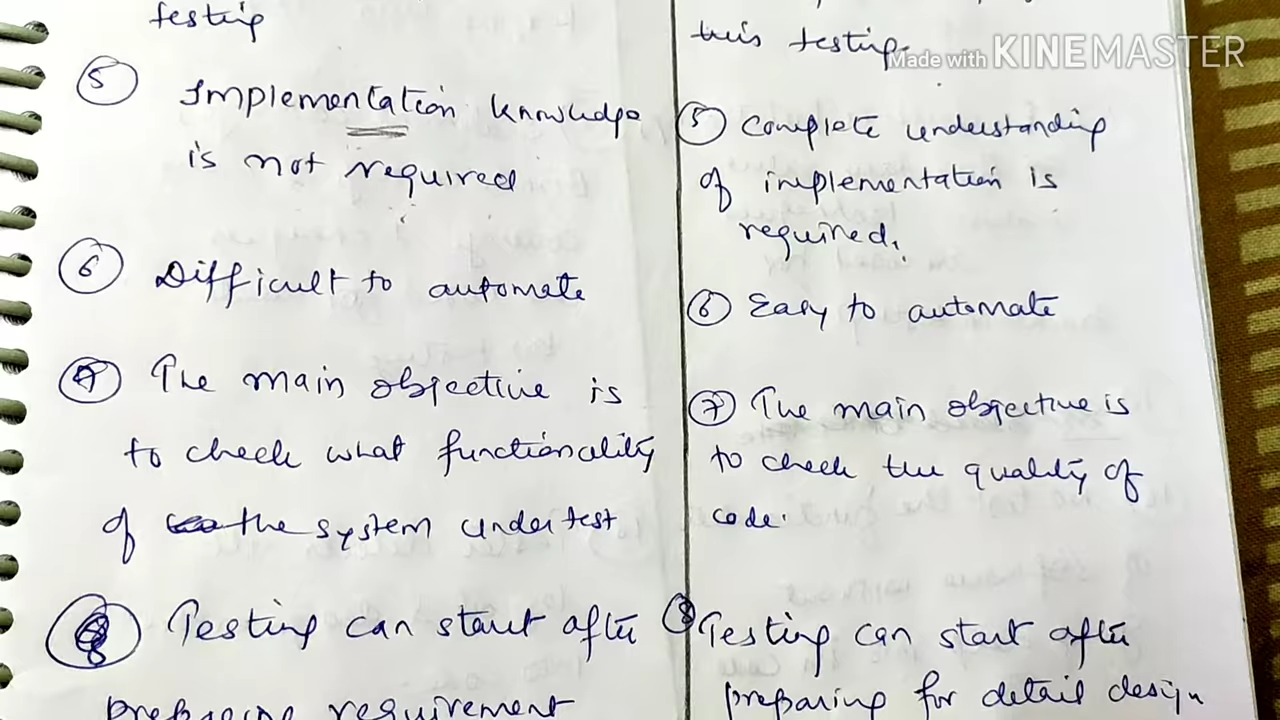 testing
⑤ Implementation knowledge
is not required
⑥ Difficult to automate
⑦ The main objective is
to check what functionality
of the system under test
⑧ Testing can start after
preparing requirement
this testing.
⑤ Complete understanding
of implementation is
required.
⑥ Easy to automate
⑦ The main objective is
to check the quality of
code.
⑧ Testing can start after
preparing for detail design
Made with KINEMASTER